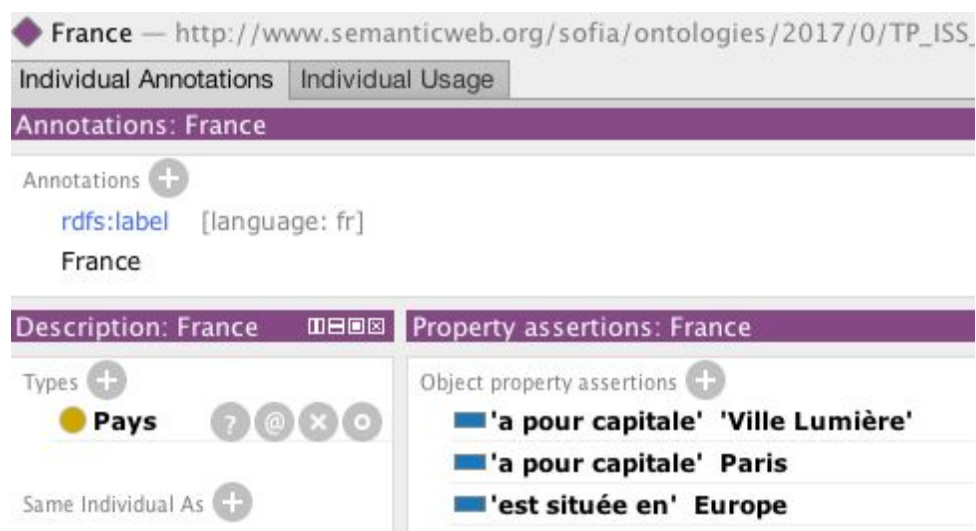 France — http://www.semanticweb.org/sofia/ontologies/2017/0/TP_ISS_
Individual Annotations Individual Usage
Annotations: France
Annotations
rdfs:label [language: fr]
France
Description: France
Types
Pays
Same Individual As
Property assertions: France
Object property assertions
'a pour capitale' 'Ville Lumière'
'a pour capitale' Paris
'est située en' Europe